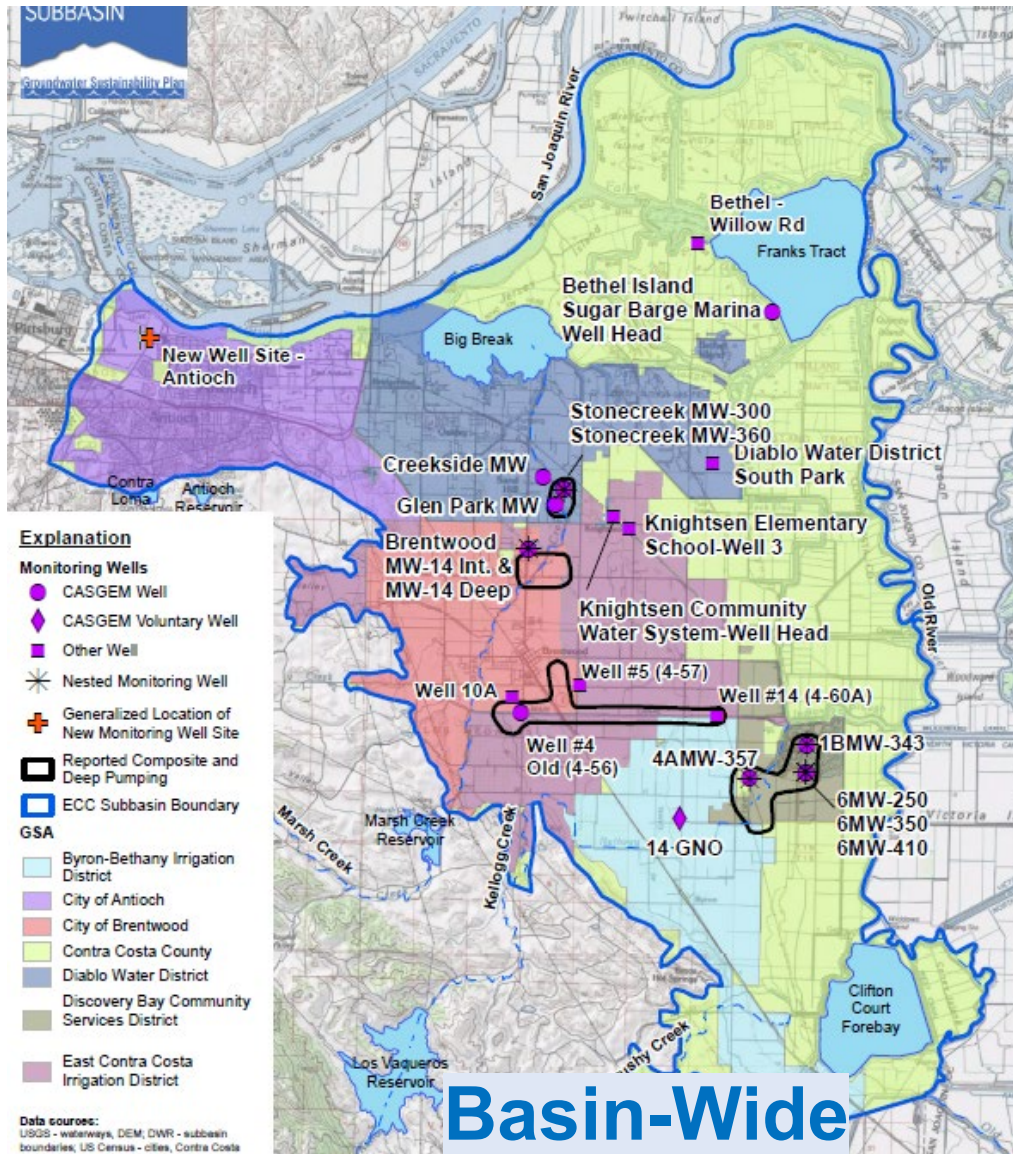 SUBBASIN
Groundwater Sustainability Plan
San Joaquin River
Bethel -
Willow Rd
Franks Tract
Bethel Island
Sugar Barge Marina
Well Head
Big Break
New Well Site -
Antioch
Pittsburg
Twitchall Island
SACRAMENTO
Sherman
Island
Stonecreek MW-300
Stonecreek MW-360
Creekside MW
Diablo Water District
South Park
Glen Park MW
Contra
Loma
Antioch
Reservoir
Knightsen Elementary
School-Well 3
Brentwood
MW-14 Int. &
MW-14 Deep
Knightsen Community
Water System-Well Head
Old River
Well #5 (4-57)
Well 10A
Well #14 (4-60A)
Well #4
Old (4-56)
4AMW-357
1BMW-343
6MW-250
6MW-350
6MW-410
14 GNO
Marsh Creek
Reservoir
Marsh Creek
Kellogg Creek
Victoria
Clifton
Court
Forebay
Los Vaqueros
Reservoir
ushy Creek
Explanation
Monitoring Wells
CASGEM Well
CASGEM Voluntary Well
Other Well
Nested Monitoring Well
Generalized Location of
New Monitoring Well Site
Reported Composite and
Deep Pumping
ECC Subbasin Boundary
GSA
Byron-Bethany Irrigation
District
City of Antioch
City of Brentwood
Contra Costa County
Diablo Water District
Discovery Bay Community
Services District
East Contra Costa
Irrigation District
Data sources:
USGS - waterways, DEM; DWR - subbasin
boundaries; US Census - cities, Contra Costa
Basin-Wide